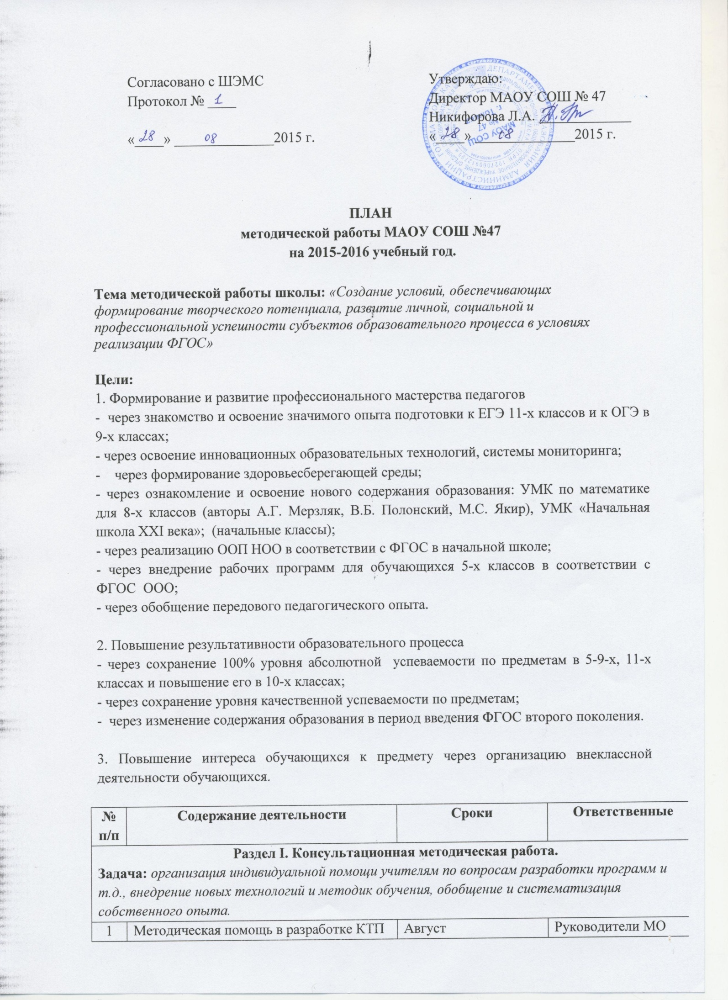 Согласовано с ШЭМС
Протокол № 1
«28» 08 2015 г.
Утверждаю:
Директор МАОУ СОШ № 47
Никифорова Л.А.
«28» 08 2015 г.
МАОУ СОШ
№ 47
г. Томска
ПЛАН
методической работы МАОУ СОШ №47
на 2015-2016 учебный год.
Тема методической работы школы: «Создание условий, обеспечивающих
формирование творческого потенциала, развитие личной, социальной и
профессиональной успешности субъектов образовательного процесса в условиях
реализации ФГОС»
Цели:
1. Формирование и развитие профессионального мастерства педагогов
- через знакомство и освоение значимого опыта подготовки к ЕГЭ 11-х классов и к ОГЭ в
9-х классах;
- через освоение инновационных образовательных технологий, системы мониторинга;
- через формирование здоровьесберегающей среды;
- через ознакомление и освоение нового содержания образования: УМК по математике
для 8-х классов (авторы А.Г. Мерзляк, В.Б. Полонский, М.С. Якир), УМК «Начальная
школа XXI века»; (начальные классы);
- через реализацию ООП НОО в соответствии с ФГОС в начальной школе;
- через внедрение рабочих программ для обучающихся 5-х классов в соответствии с
ФГОС ООО;
- через обобщение передового педагогического опыта.
2. Повышение результативности образовательного процесса
- через сохранение 100% уровня абсолютной успеваемости по предметам в 5-9-х, 11-х
классах и повышение его в 10-х классах;
- через сохранение уровня качественной успеваемости по предметам;
- через изменение содержания образования в период введения ФГОС второго поколения.
3. Повышение интереса обучающихся к предмету через организацию внеклассной
деятельности обучающихся.
№ п/п Содержание деятельности Сроки Ответственные
Раздел I. Консультационная методическая работа.
Задача: организация индивидуальной помощи учителям по вопросам разработки программ и
т.д., внедрение новых технологий и методик обучения, обобщение и систематизация
собственного опыта.
1 Методическая помощь в разработке КТП Август Руководители МО